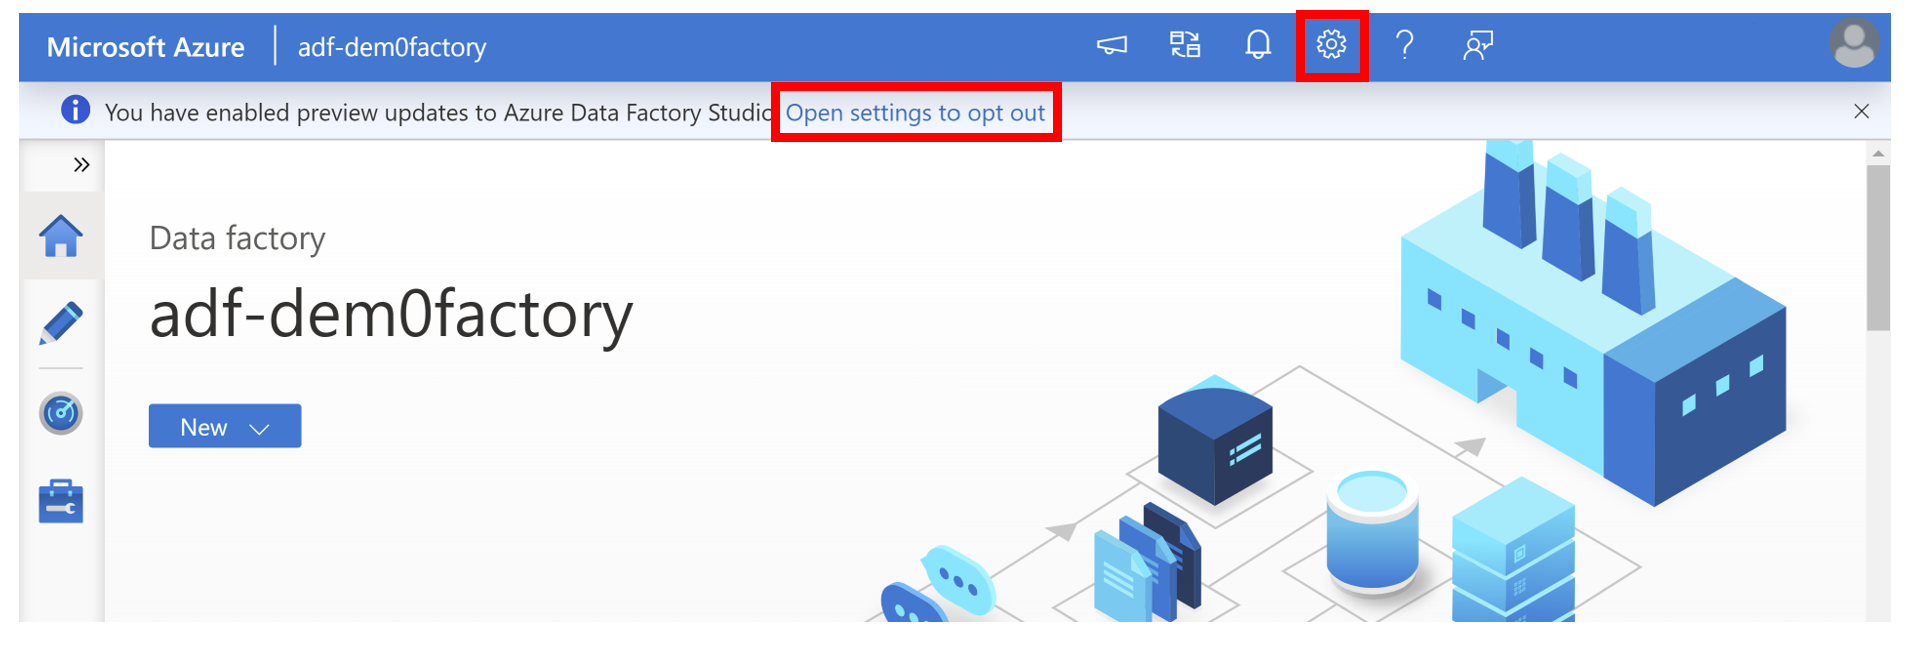 Microsoft Azure adf-dem0factory
You have enabled preview updates to Azure Data Factory Studio Open settings to opt out
Data factory
adf-dem0factory
New